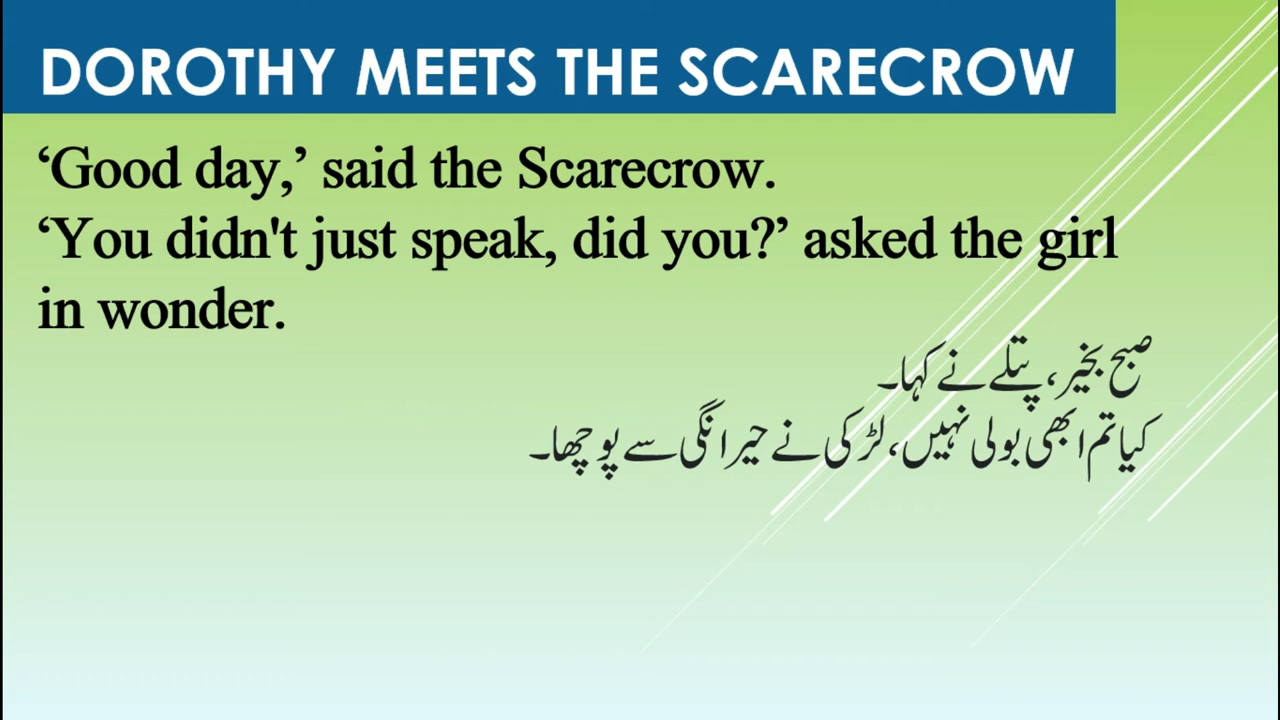 DOROTHY MEETS THE SCARECROW
‘Good day,’ said the Scarecrow.
‘You didn't just speak, did you?’ asked the girl
in wonder.
صبح بخیر، پتلے نے کہا۔
کیا تم ابھی بولی نہیں، لڑکی نے حیرانگی سے پوچھا۔